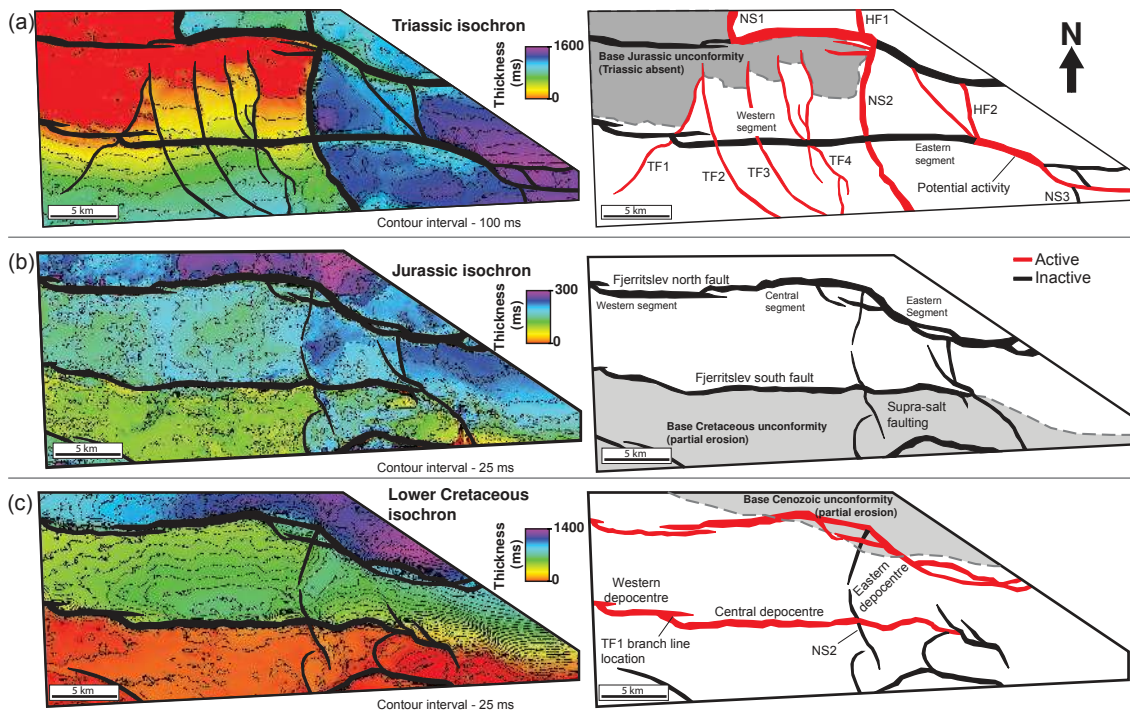 (a)
Triassic isochron
1600
Thickness
(ms)
0
5 km
Contour interval - 100 ms
NS1
HF1
N
Base Jurassic unconformity
(Triassic absent)
NS2
HF2
Western
segment
Eastern
segment
TF1
TF2
TF3
TF4
Potential activity
NS3
5 km
(b)
Jurassic isochron
300
Thickness
(ms)
0
5 km
Contour interval - 25 ms
Active
Inactive
Fjerritslev north fault
Western segment
Central
segment
Eastern
Segment
Fjerritslev south fault
Base Cretaceous unconformity
(partial erosion)
Supra-salt
faulting
5 km
(c)
Lower Cretaceous
isochron
1400
Thickness
(ms)
0
5 km
Contour interval - 25 ms
Base Cenozoic unconformity
(partial erosion)
Western
depocentre
Central depocentre
Eastern
depocentre
TF1 branch line
location
NS2
5 km